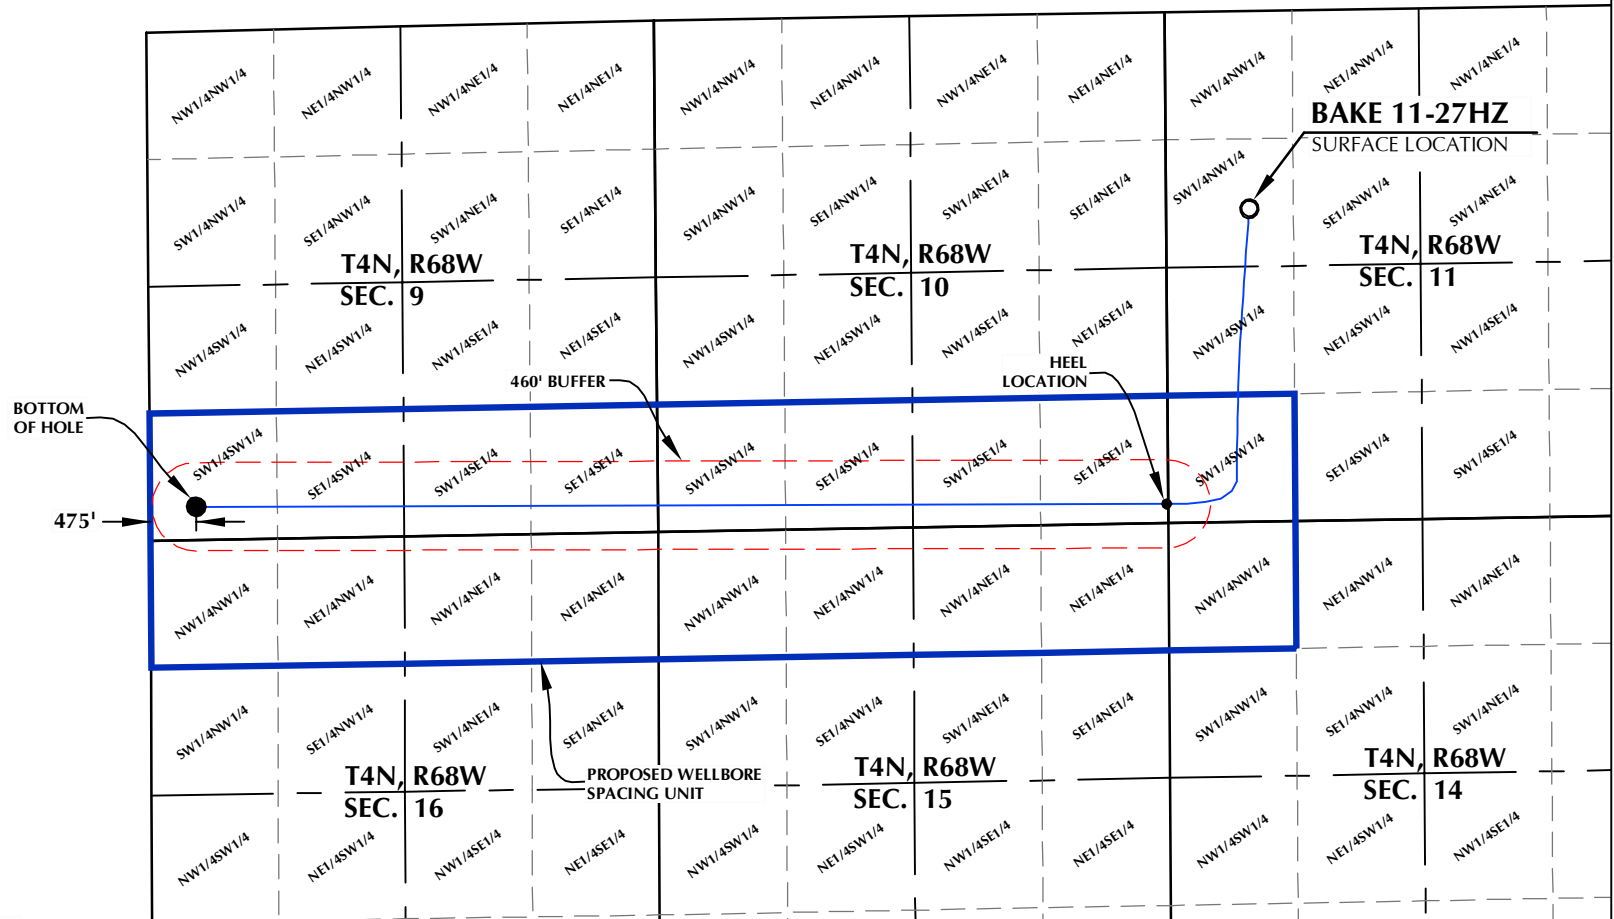 NW1/4NW1/4 NE1/4NW1/4 NW1/4NE1/4 NE1/4NE1/4 NW1/4NW1/4 NE1/4NW1/4 NW1/4NE1/4 NE1/4NE1/4 NW1/4NW1/4 NE1/4NW1/4 NW1/4NE1/4
BAKE 11-27HZ
SURFACE LOCATION
SW1/4NW1/4 SE1/4NW1/4 SW1/4NE1/4 SE1/4NE1/4 SW1/4NW1/4 SE1/4NW1/4 SW1/4NE1/4 SE1/4NE1/4 SW1/4NW1/4 SE1/4NW1/4 SW1/4NE1/4
T4N, R68W
SEC. 9
T4N, R68W
SEC. 10
T4N, R68W
SEC. 11
NW1/4SW1/4 NE1/4SW1/4 NW1/4SE1/4 NE1/4SE1/4 NW1/4SW1/4 NE1/4SW1/4 NW1/4SE1/4 NE1/4SE1/4 NW1/4SW1/4 NE1/4SW1/4 NW1/4SE1/4
460' BUFFER
HEEL
LOCATION
BOTTOM
OF HOLE
SW1/4SW1/4 SE1/4SW1/4 SW1/4SE1/4 SE1/4SE1/4 SW1/4SW1/4 SE1/4SW1/4 SW1/4SE1/4 SE1/4SE1/4 SW1/4SW1/4 SE1/4SW1/4 SW1/4SE1/4
475'
NW1/4NW1/4 NE1/4NW1/4 NW1/4NE1/4 NE1/4NE1/4 NW1/4NW1/4 NE1/4NW1/4 NW1/4NE1/4 NE1/4NE1/4 NW1/4NW1/4 NE1/4NW1/4 NW1/4NE1/4
SW1/4NW1/4 SE1/4NW1/4 SW1/4NE1/4 SE1/4NE1/4 SW1/4NW1/4 SE1/4NW1/4 SW1/4NE1/4 SE1/4NE1/4 SW1/4NW1/4 SE1/4NW1/4 SW1/4NE1/4
T4N, R68W
SEC. 16
PROPOSED WELLBORE
SPACING UNIT
T4N, R68W
SEC. 15
T4N, R68W
SEC. 14
NW1/4SW1/4 NE1/4SW1/4 NW1/4SE1/4 NE1/4SE1/4 NW1/4SW1/4 NE1/4SW1/4 NW1/4SE1/4 NE1/4SE1/4 NW1/4SW1/4 NE1/4SW1/4 NW1/4SE1/4